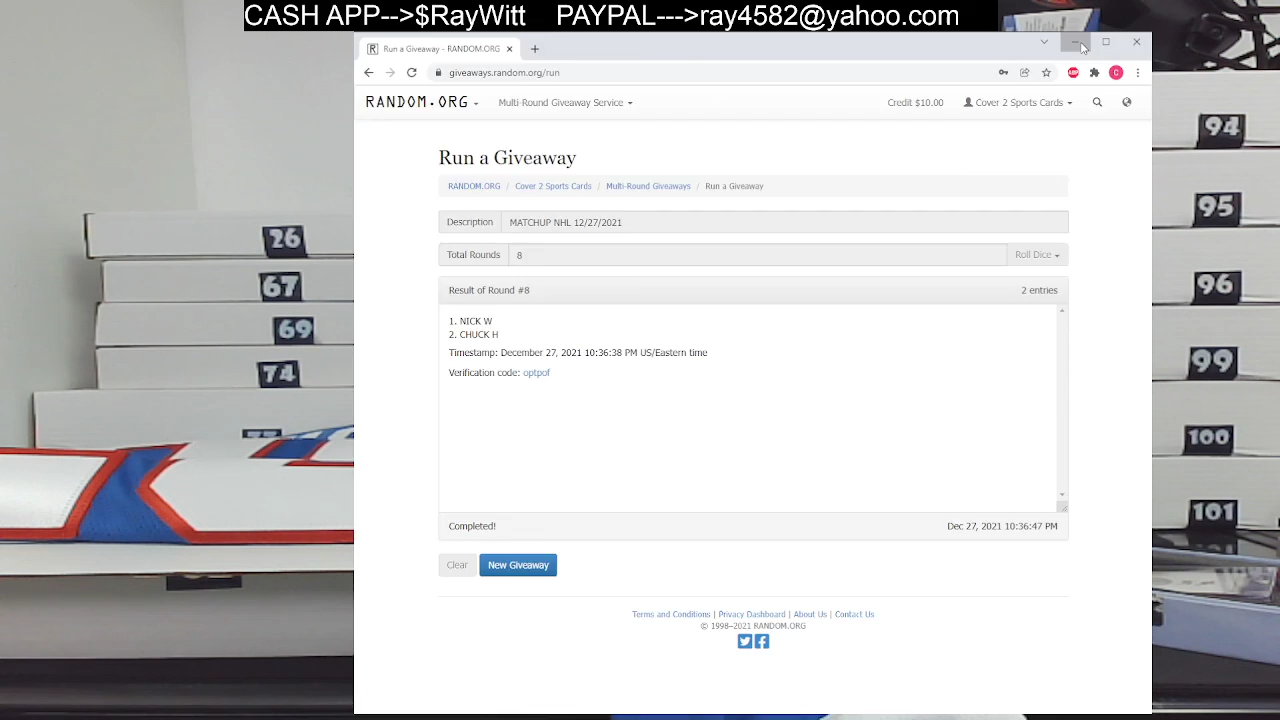 CASH APP-->$RayWitt PAYPAL--->ray4582@yahoo.com
Run a Giveaway - RANDOM.ORG
giveaways.random.org/run
ABP
C
RANDOM.ORG
Multi-Round Giveaway Service
Credit $10.00
Cover 2 Sports Cards
Run a Giveaway
RANDOM.ORG / Cover 2 Sports Cards / Multi-Round Giveaways / Run a Giveaway
Description MATCHUP NHL 12/27/2021
Total Rounds 8 Roll Dice
Result of Round #8 2 entries
1. NICK W
2. CHUCK H
Timestamp: December 27, 2021 10:36:38 PM US/Eastern time
Verification code: optpof
Completed! Dec 27, 2021 10:36:47 PM
Clear New Giveaway
Terms and Conditions | Privacy Dashboard | About Us | Contact Us
© 1998–2021 RANDOM.ORG
26
67
69
74
94
95
96
99
100
101